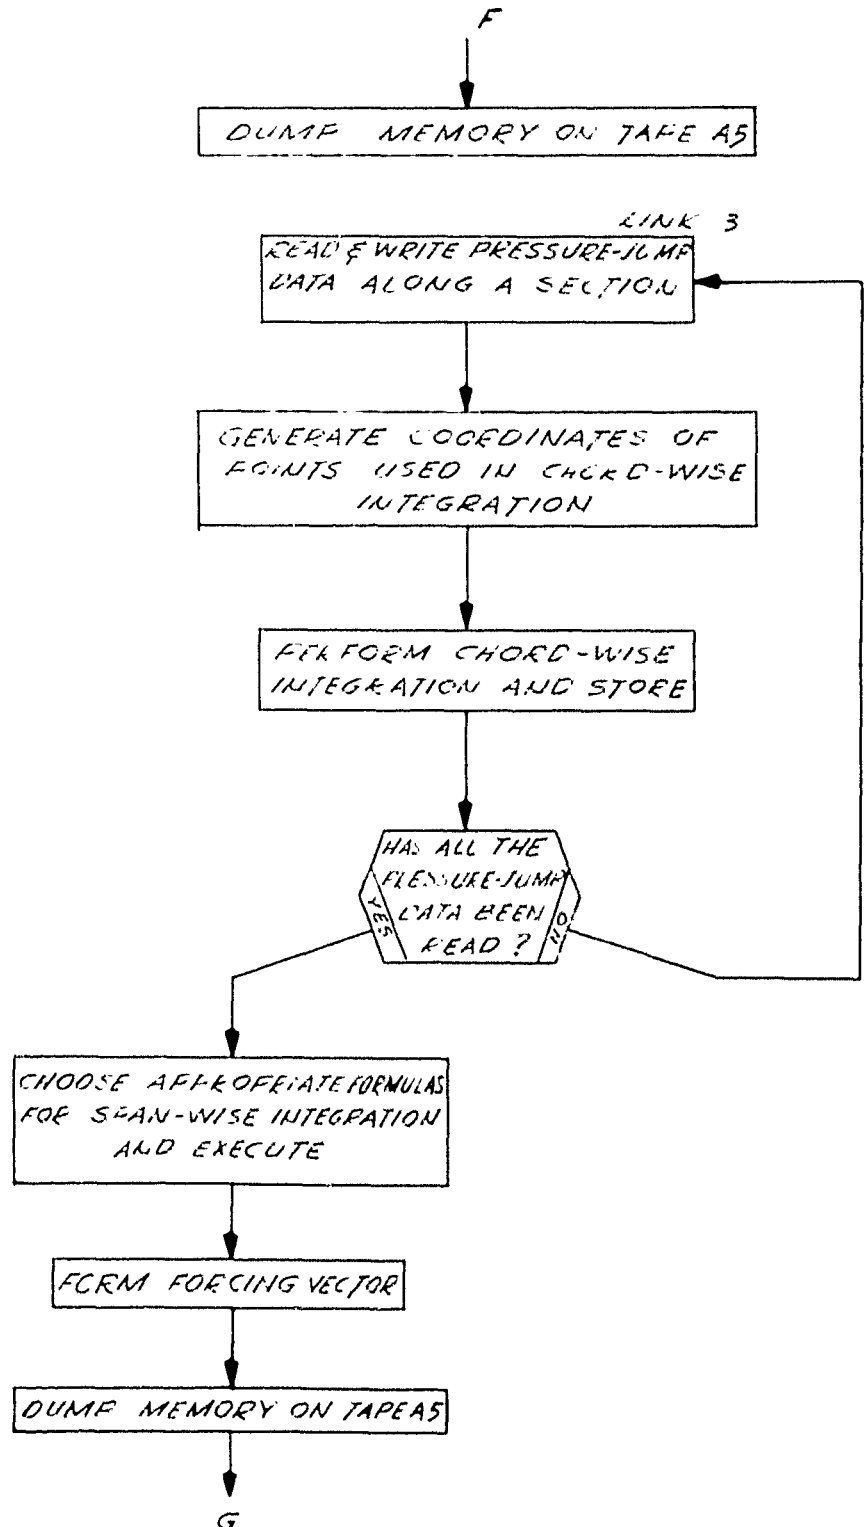 F
DUMP MEMORY ON TAPE A5
LINK 3
READ & WRITE PRESSURE-JUMP
DATA ALONG A SECTION
GENERATE COORDINATES OF
POINTS USED IN CHORD-WISE
INTEGRATION
PERFORM CHORD-WISE
INTEGRATION AND STORE
HAS ALL THE
PRESSURE-JUMP
DATA BEEN
READ ?
YES
NO
CHOOSE APPROPRIATE FORMULAS
FOR SPAN-WISE INTEGRATION
AND EXECUTE
FORM FORCING VECTOR
DUMP MEMORY ON TAPE A5
G